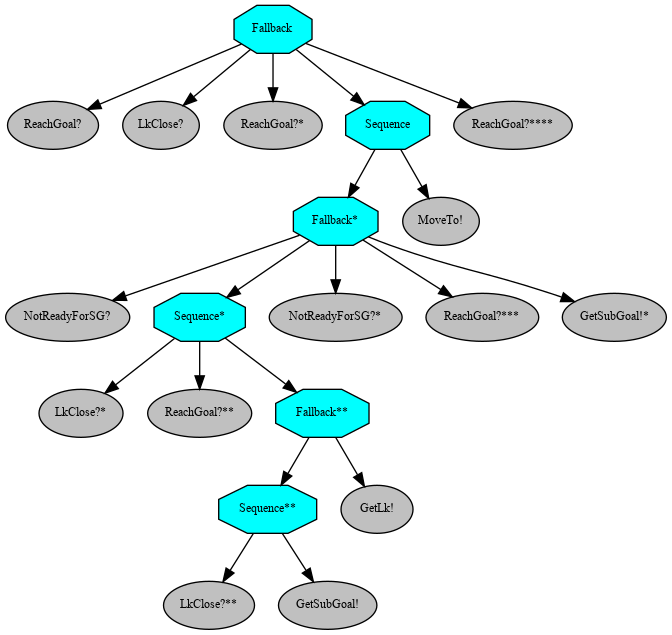 Fallback
ReachGoal?
LkClose?
ReachGoal?*
Sequence
ReachGoal?****
Fallback*
MoveTo!
NotReadyForSG?
Sequence*
NotReadyForSG?*
ReachGoal?***
GetSubGoal!*
LkClose?*
ReachGoal?**
Fallback**
Sequence**
GetLk!
LkClose?**
GetSubGoal!